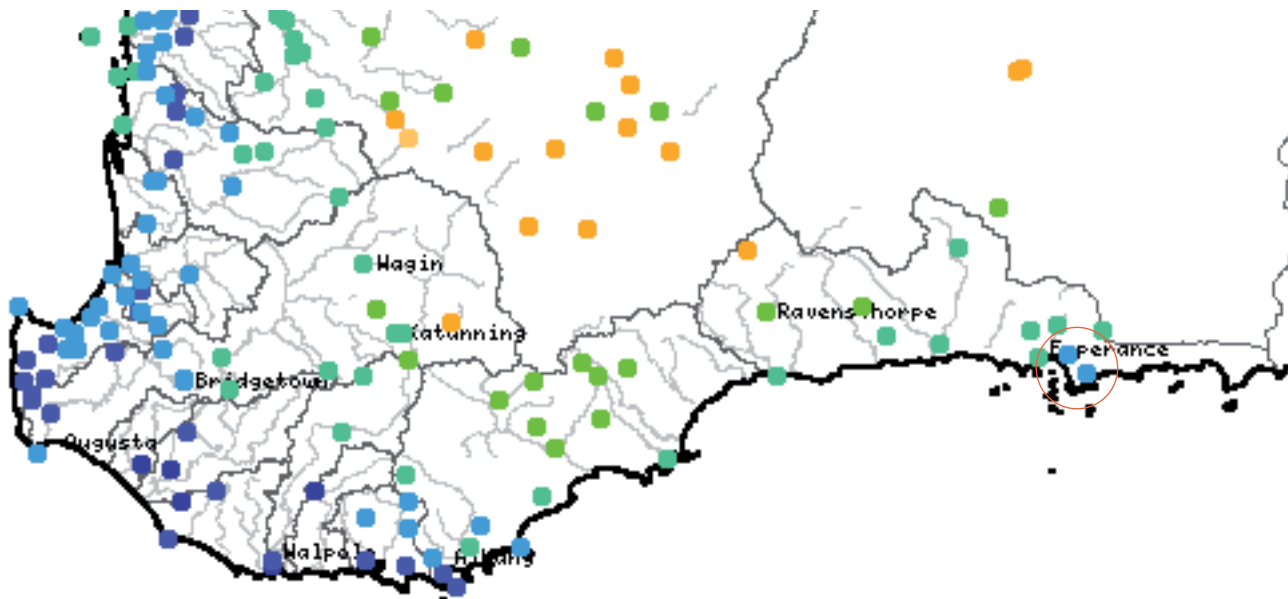 Wagin
Ravensthorpe
Katanning
Esperance
Bridgetown
Augusta
Walpole
Albany